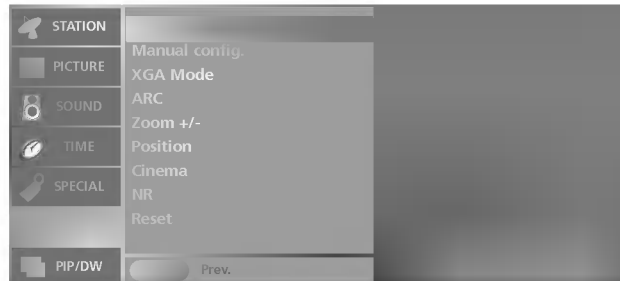 STATION
PICTURE
SOUND
TIME
SPECIAL
PIP/DW
Manual config.
XGA Mode
ARC
Zoom +/-
Position
Cinema
NR
Reset
Prev.